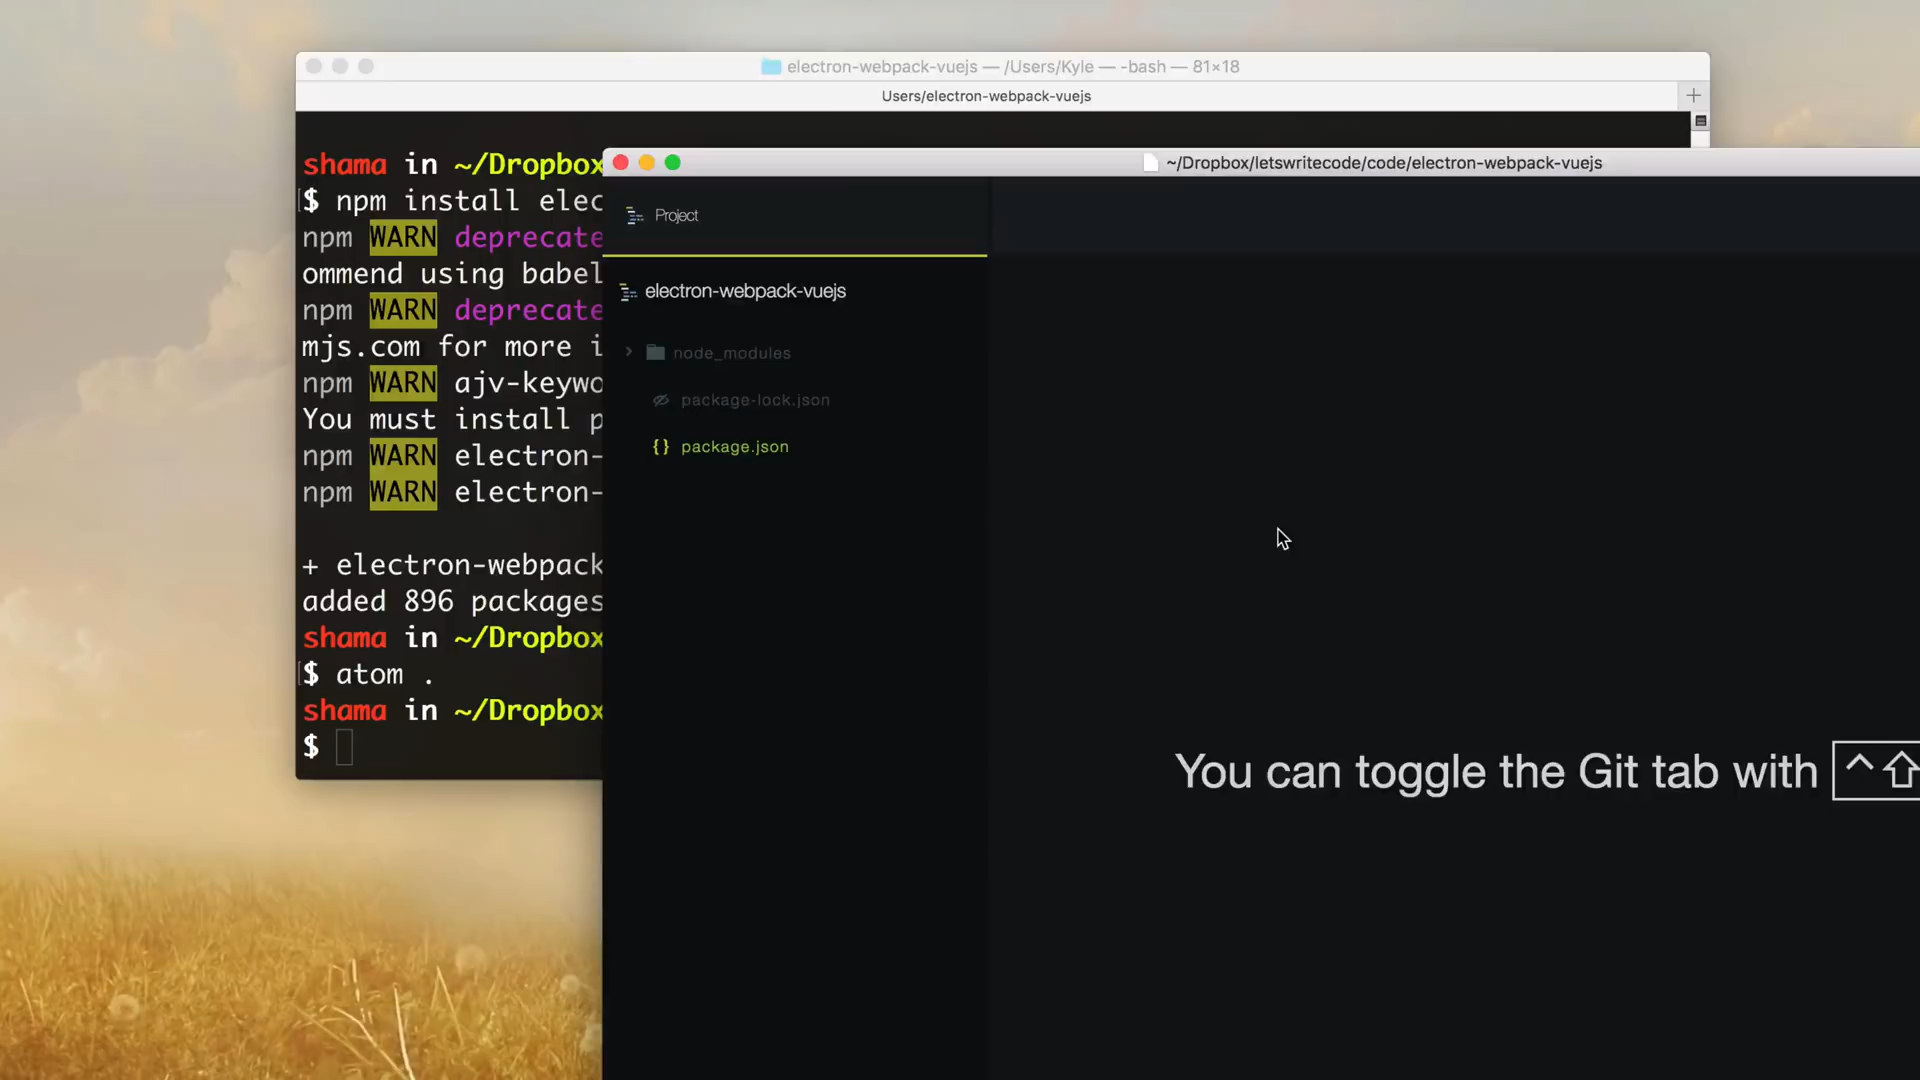 electron-webpack-vuejs — /Users/Kyle — -bash — 81×18
Users/electron-webpack-vuejs
shama in ~/Dropbox
$ npm install elec
npm WARN deprecate
ommend using babel
npm WARN deprecate
mjs.com for more i
npm WARN ajv-keywo
You must install p
npm WARN electron-
npm WARN electron-
+ electron-webpack
added 896 packages
shama in ~/Dropbox
$ atom .
shama in ~/Dropbox
$
~/Dropbox/letswritecode/code/electron-webpack-vuejs
Project
electron-webpack-vuejs
node_modules
package-lock.json
{} package.json
You can toggle the Git tab with ⌃⇧